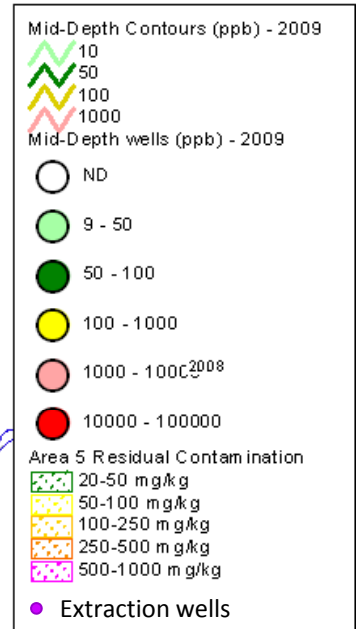 Mid-Depth Contours (ppb) - 2009
10
50
100
1000
Mid-Depth wells (ppb) - 2009
ND
9 - 50
50 - 100
100 - 1000
1000 - 2008
10000 - 100000
Area 5 Residual Contamination
20-50 mg/kg
50-100 mg/kg
100-250 mg/kg
250-500 mg/kg
500-1000 mg/kg
Extraction wells